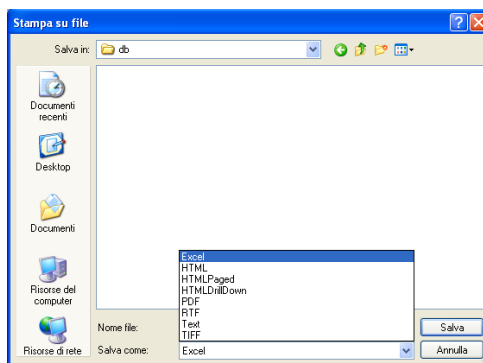 Stampa su file
Salva in:
db
Documenti
recenti
Desktop
Documenti
Risorse del
computer
Risorse di rete
Excel
HTML
HTMLPaged
HTMLDrillDown
PDF
RTF
Text
TIFF
Nome file:
Salva
Salva come:
Excel
Annulla